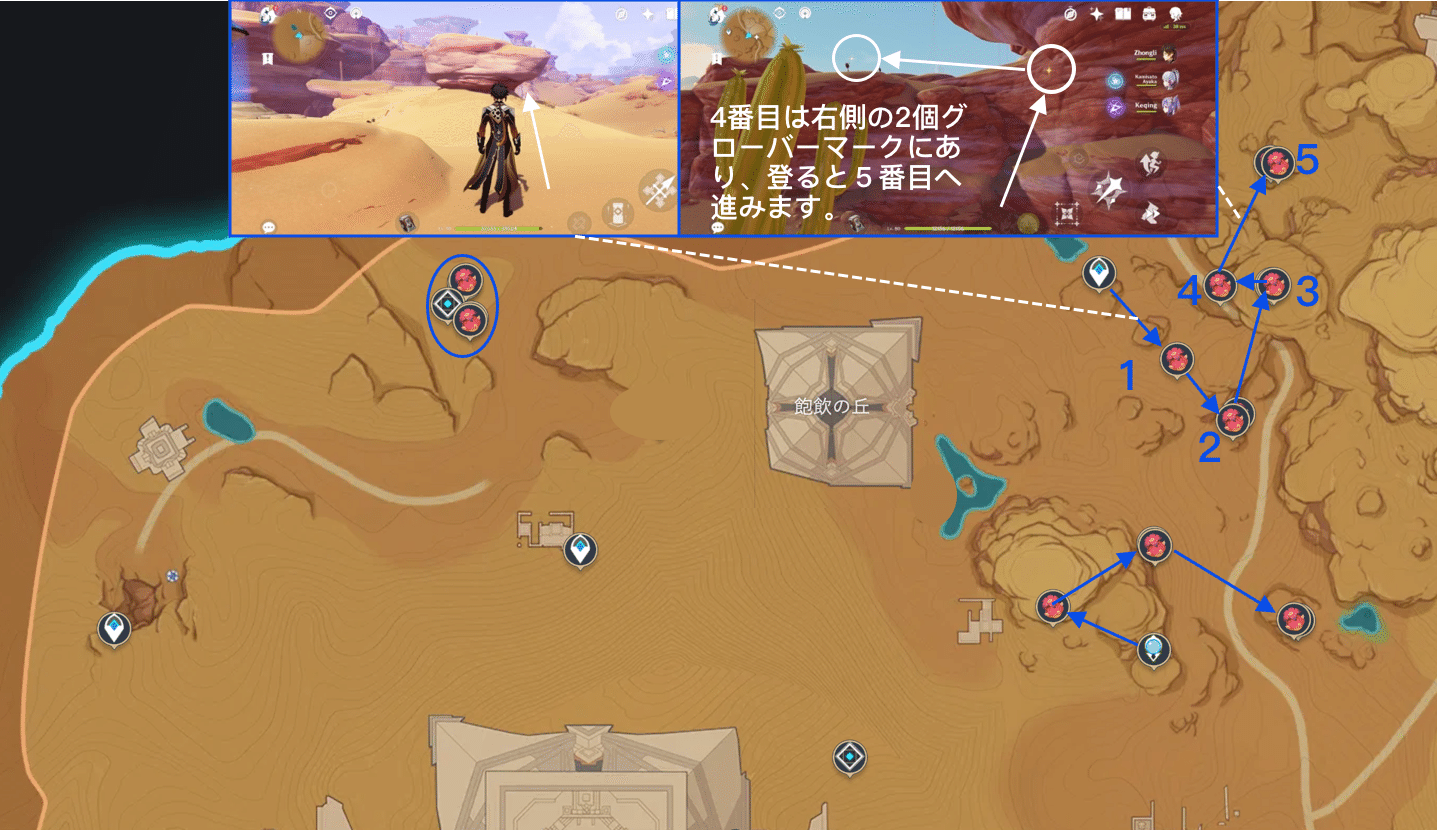 Zhongli
Kamisato
Ayaka
Keqing
4番目は右側の2個グ
ローバーマークにあ
り、登ると５番目へ
進みます。
5
4
3
1
2
飽飲の丘